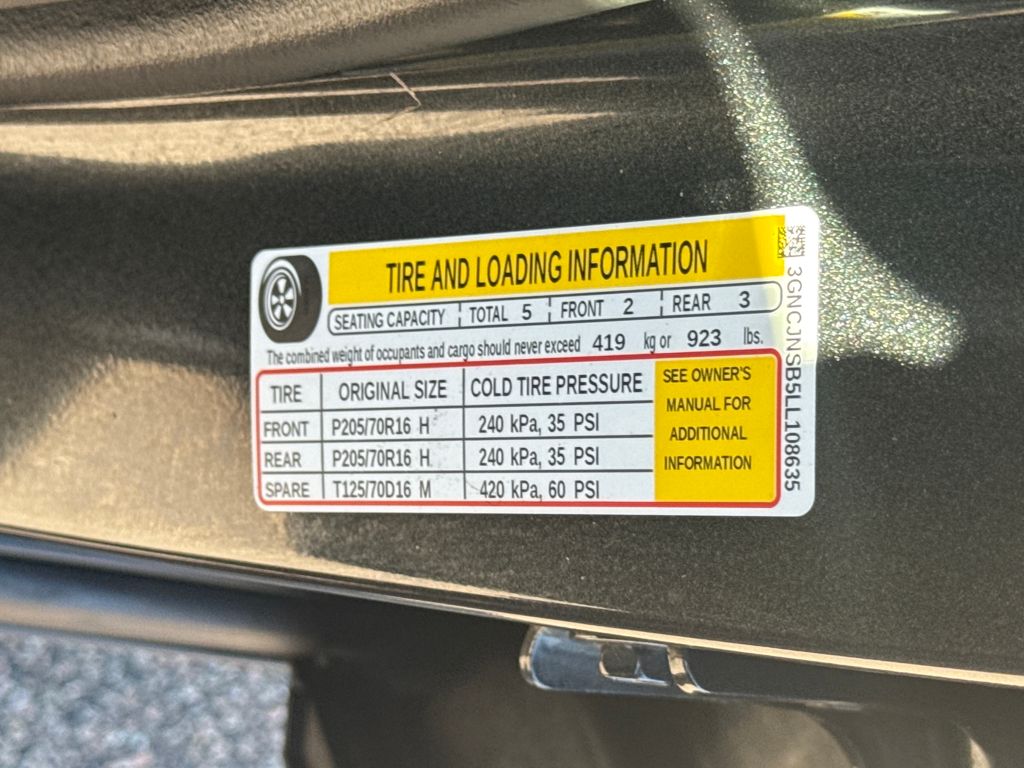 TIRE AND LOADING INFORMATION
SEATING CAPACITY TOTAL 5 FRONT 2 REAR 3
The combined weight of occupants and cargo should never exceed 419 kg or 923 lbs.
TIRE ORIGINAL SIZE COLD TIRE PRESSURE
FRONT P205/70R16 H 240 kPa, 35 PSI
REAR P205/70R16 H 240 kPa, 35 PSI
SPARE T125/70D16 M 420 kPa, 60 PSI
SEE OWNER'S
MANUAL FOR
ADDITIONAL
INFORMATION
3GNCJNSB5LL108635